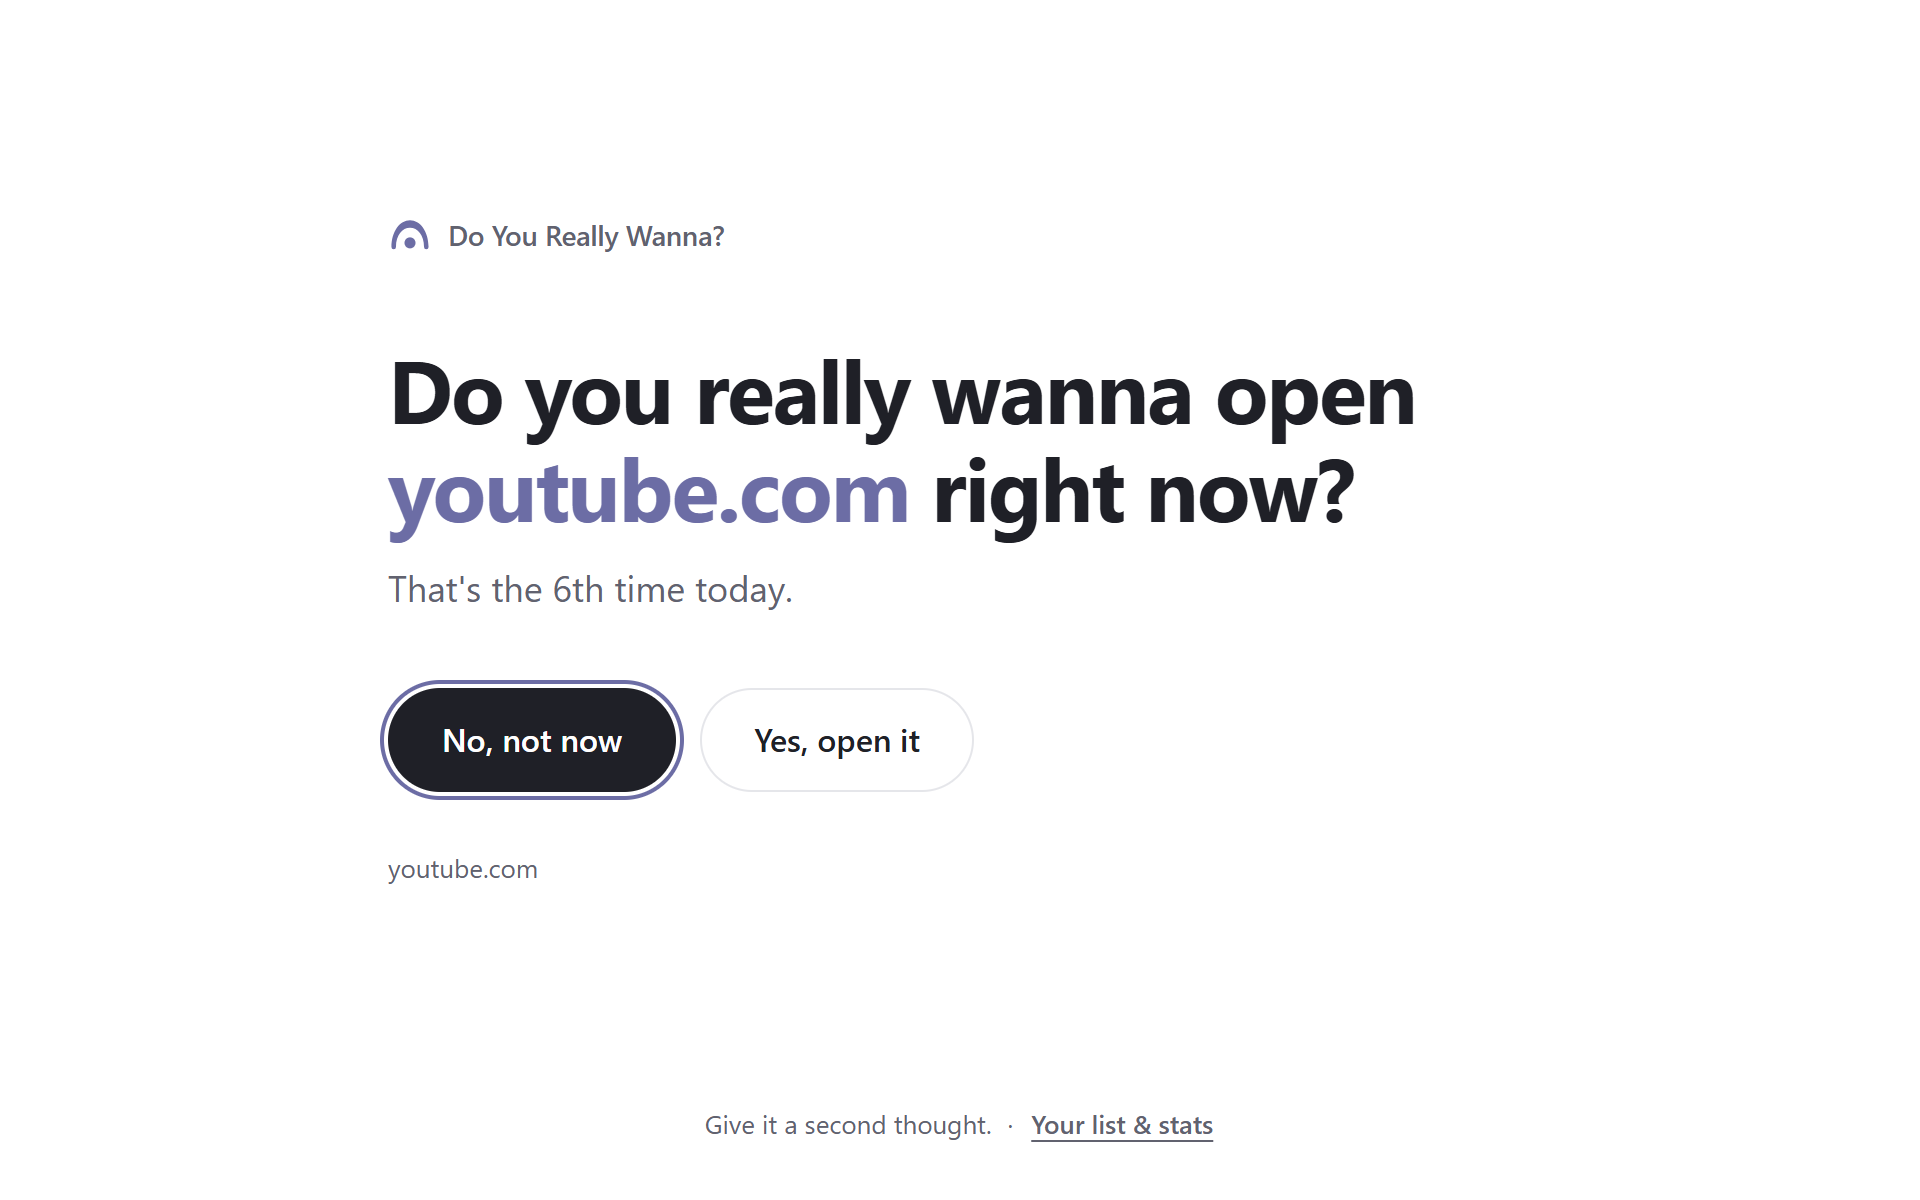 Do You Really Wanna?
Do you really wanna open
youtube.com right now?
That's the 6th time today.
No, not now
Yes, open it
youtube.com
Give it a second thought. · Your list & stats